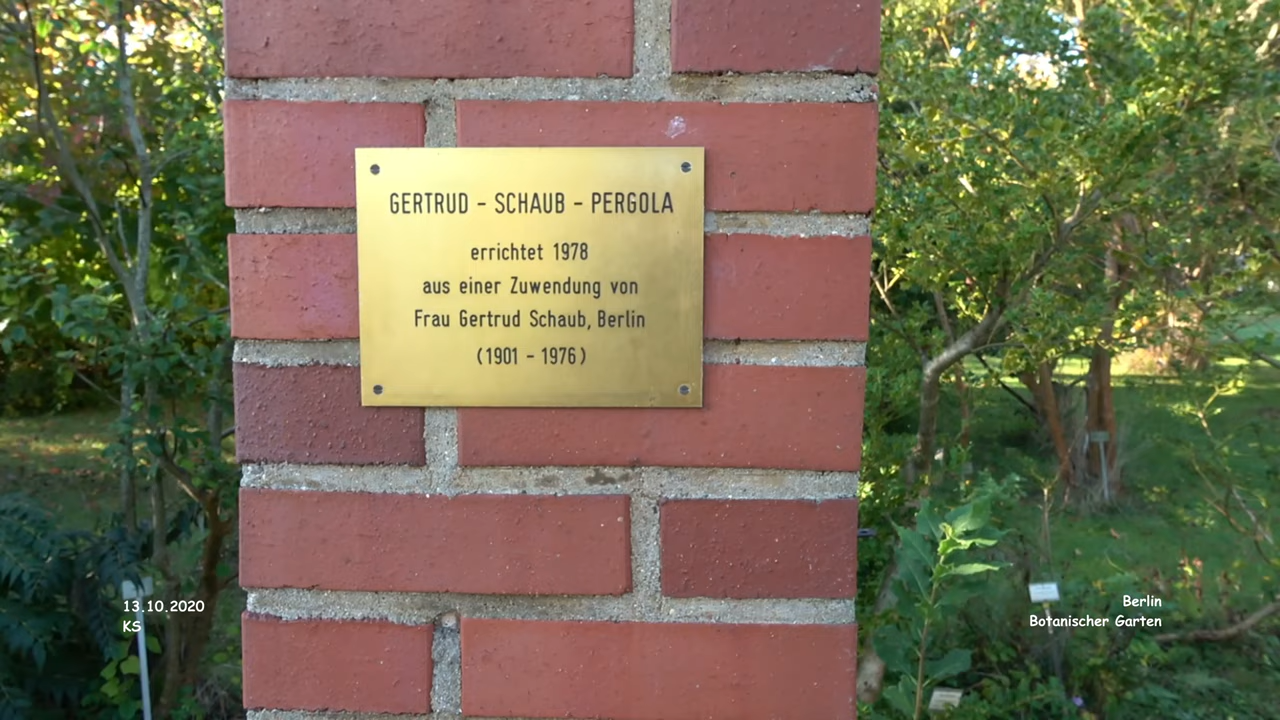 GERTRUD - SCHAUB - PERGOLA
errichtet 1978
aus einer Zuwendung von
Frau Gertrud Schaub, Berlin
(1901 - 1976)
13.10.2020
KS
Berlin
Botanischer Garten